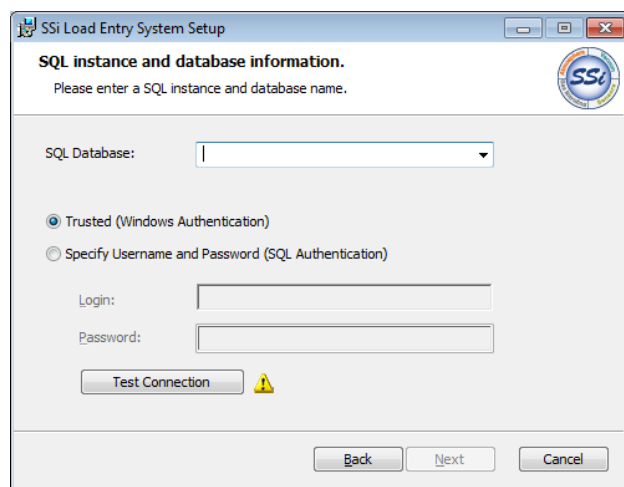 SSi Load Entry System Setup
SQL instance and database information.
Please enter a SQL instance and database name.
SSi
SQL Database:
Trusted (Windows Authentication)
Specify Username and Password (SQL Authentication)
Login:
Password:
Test Connection
Back Next Cancel